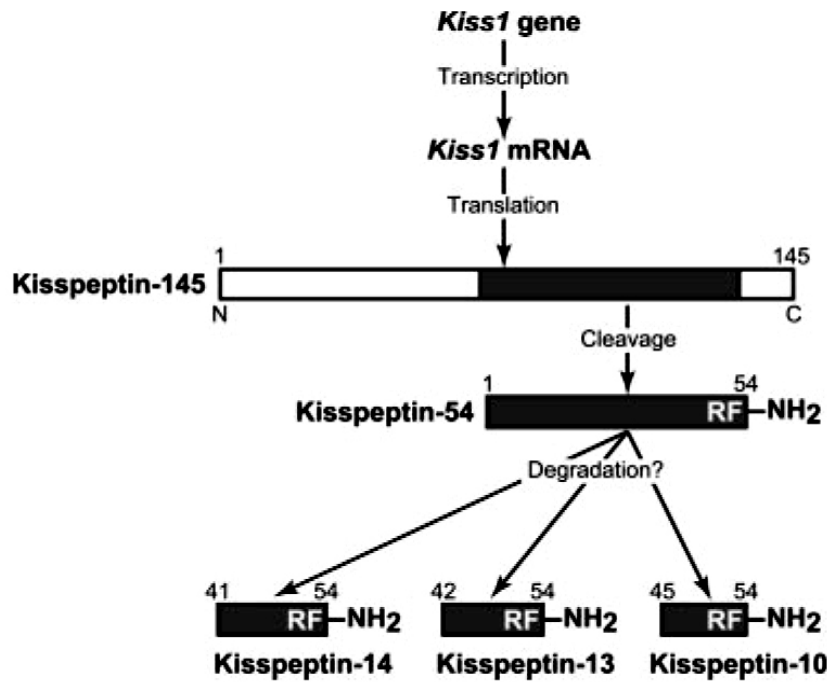 Kiss1 gene
Transcription
Kiss1 mRNA
Translation
1 145
Kisspeptin-145
N C
Cleavage
1 54
Kisspeptin-54 RF NH2
Degradation?
41 54 42 54 45 54
RF NH2 RF NH2 RF NH2
Kisspeptin-14 Kisspeptin-13 Kisspeptin-10